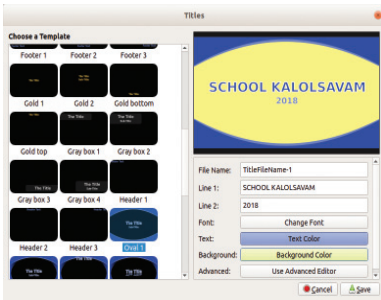 Titles
Choose a Template
Footer 1 Footer 2 Footer 3
Gold 1 Gold 2 Gold bottom
The Title
The Title
Gold top Gray box 1 Gray box 2
The Title
The Title
Gray box 3 Gray box 4 Header 1
The Title
Header 2 Header 3 Oval 1
The Title
The Title
The Title
SCHOOL KALOLSAVAM
2018
File Name: TitleFileName-1
Line 1: SCHOOL KALOLSAVAM
Line 2: 2018
Font: Change Font
Text: Text Color
Background: Background Color
Advanced: Use Advanced Editor
Cancel Save